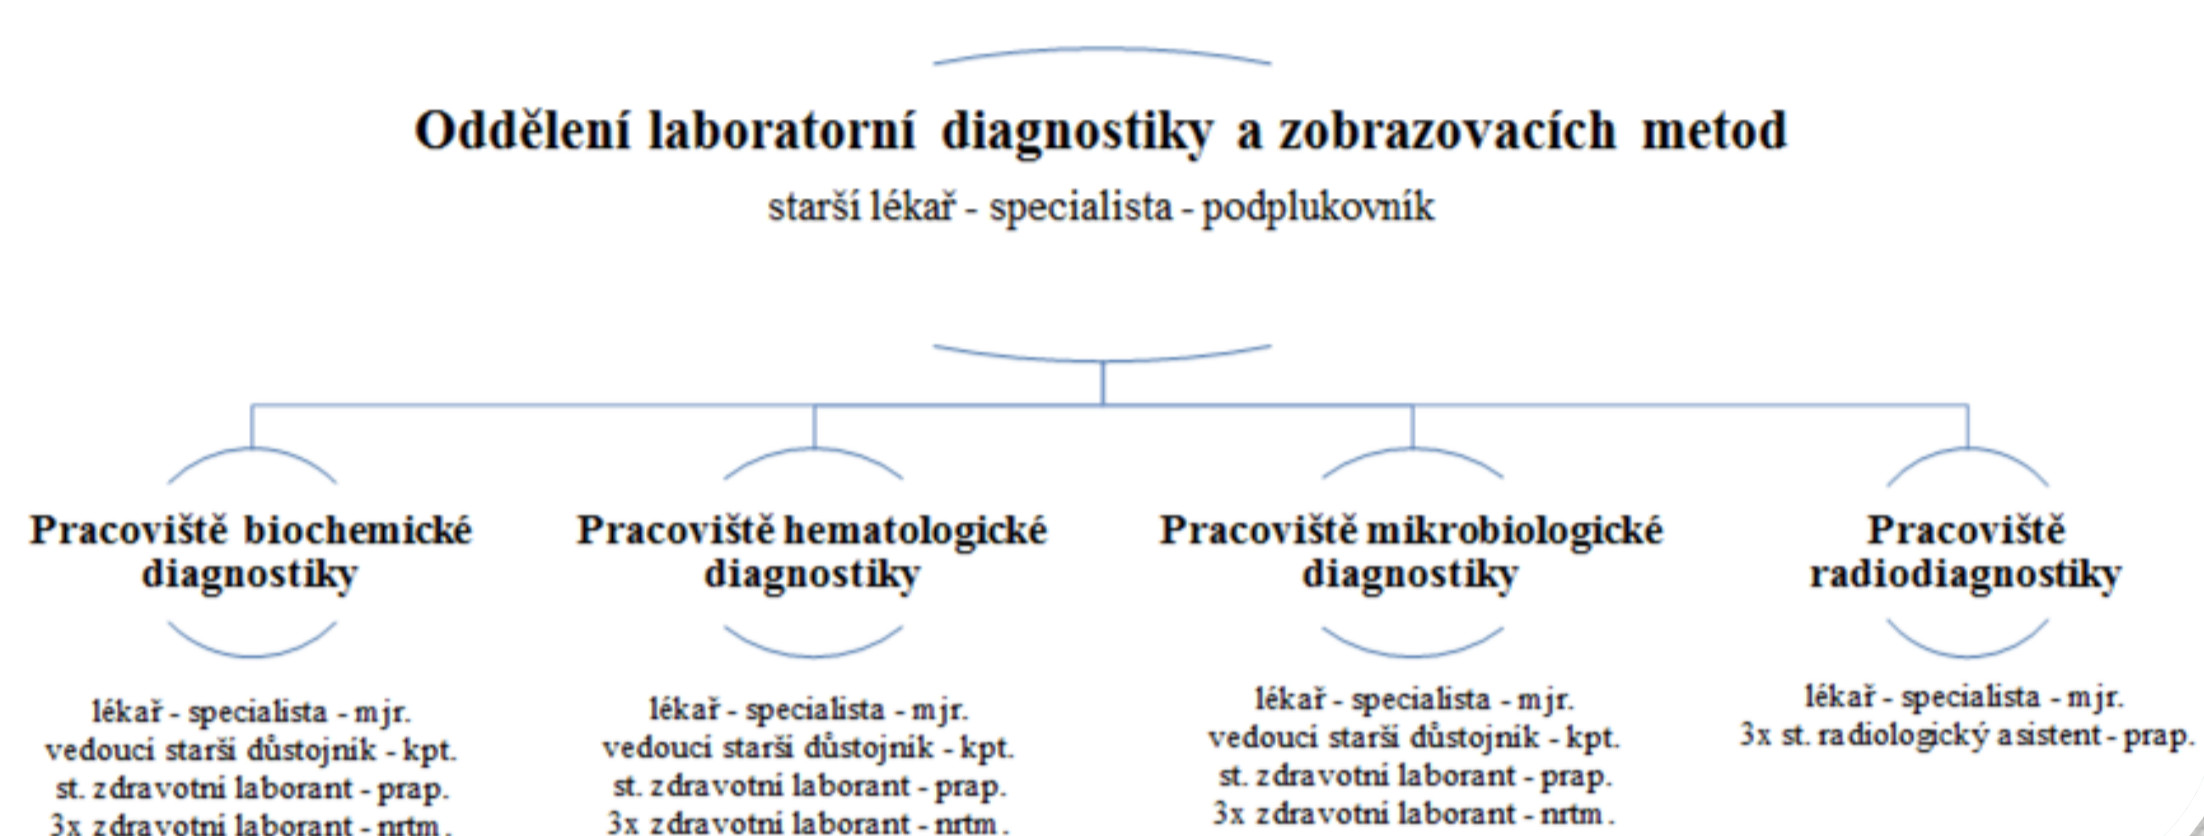 Oddělení laboratorní diagnostiky a zobrazovacích metod
starší lékař - specialista - podplukovník
Pracoviště biochemické
diagnostiky
lékař - specialista - mjr.
vedoucí starší důstojník - kpt.
st. zdravotní laborant - prap.
3x zdravotní laborant - nrtm.
Pracoviště hematologické
diagnostiky
lékař - specialista - mjr.
vedoucí starší důstojník - kpt.
st. zdravotní laborant - prap.
3x zdravotní laborant - nrtm.
Pracoviště mikrobiologické
diagnostiky
lékař - specialista - mjr.
vedoucí starší důstojník - kpt.
st. zdravotní laborant - prap.
3x zdravotní laborant - nrtm.
Pracoviště
radiodiagnostiky
lékař - specialista - mjr.
3x st. radiologický asistent - prap.